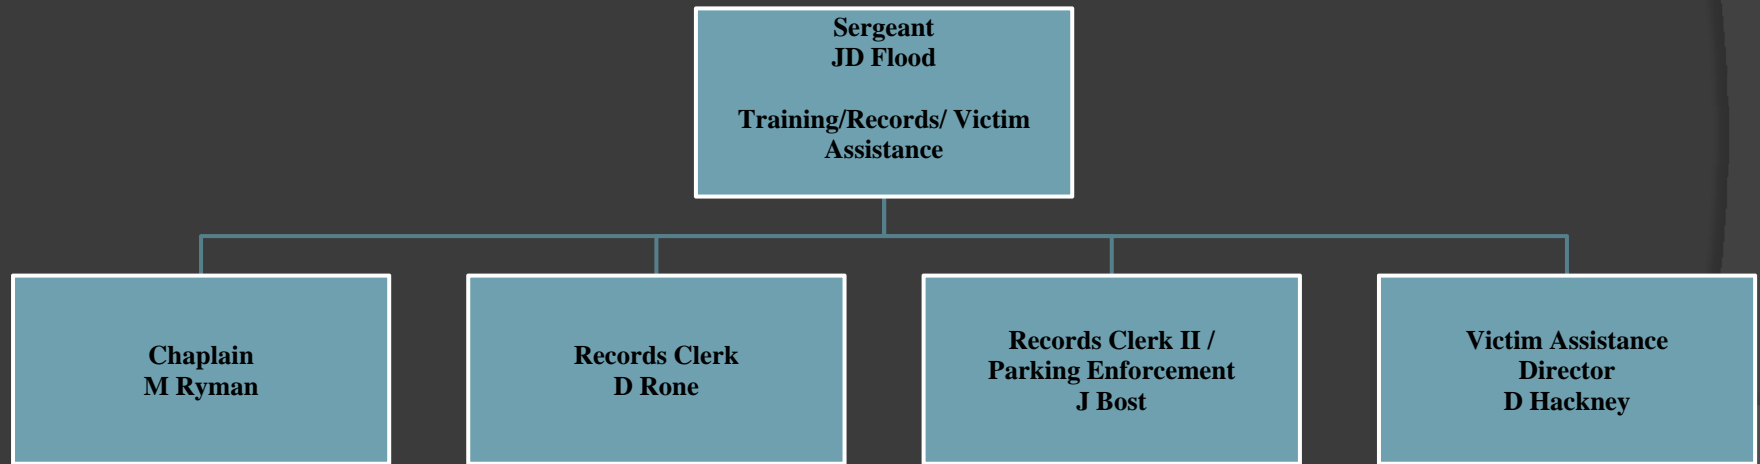 Sergeant
JD Flood
Training/Records/ Victim
Assistance
Chaplain
M Ryman
Records Clerk
D Rone
Records Clerk II /
Parking Enforcement
J Bost
Victim Assistance
Director
D Hackney